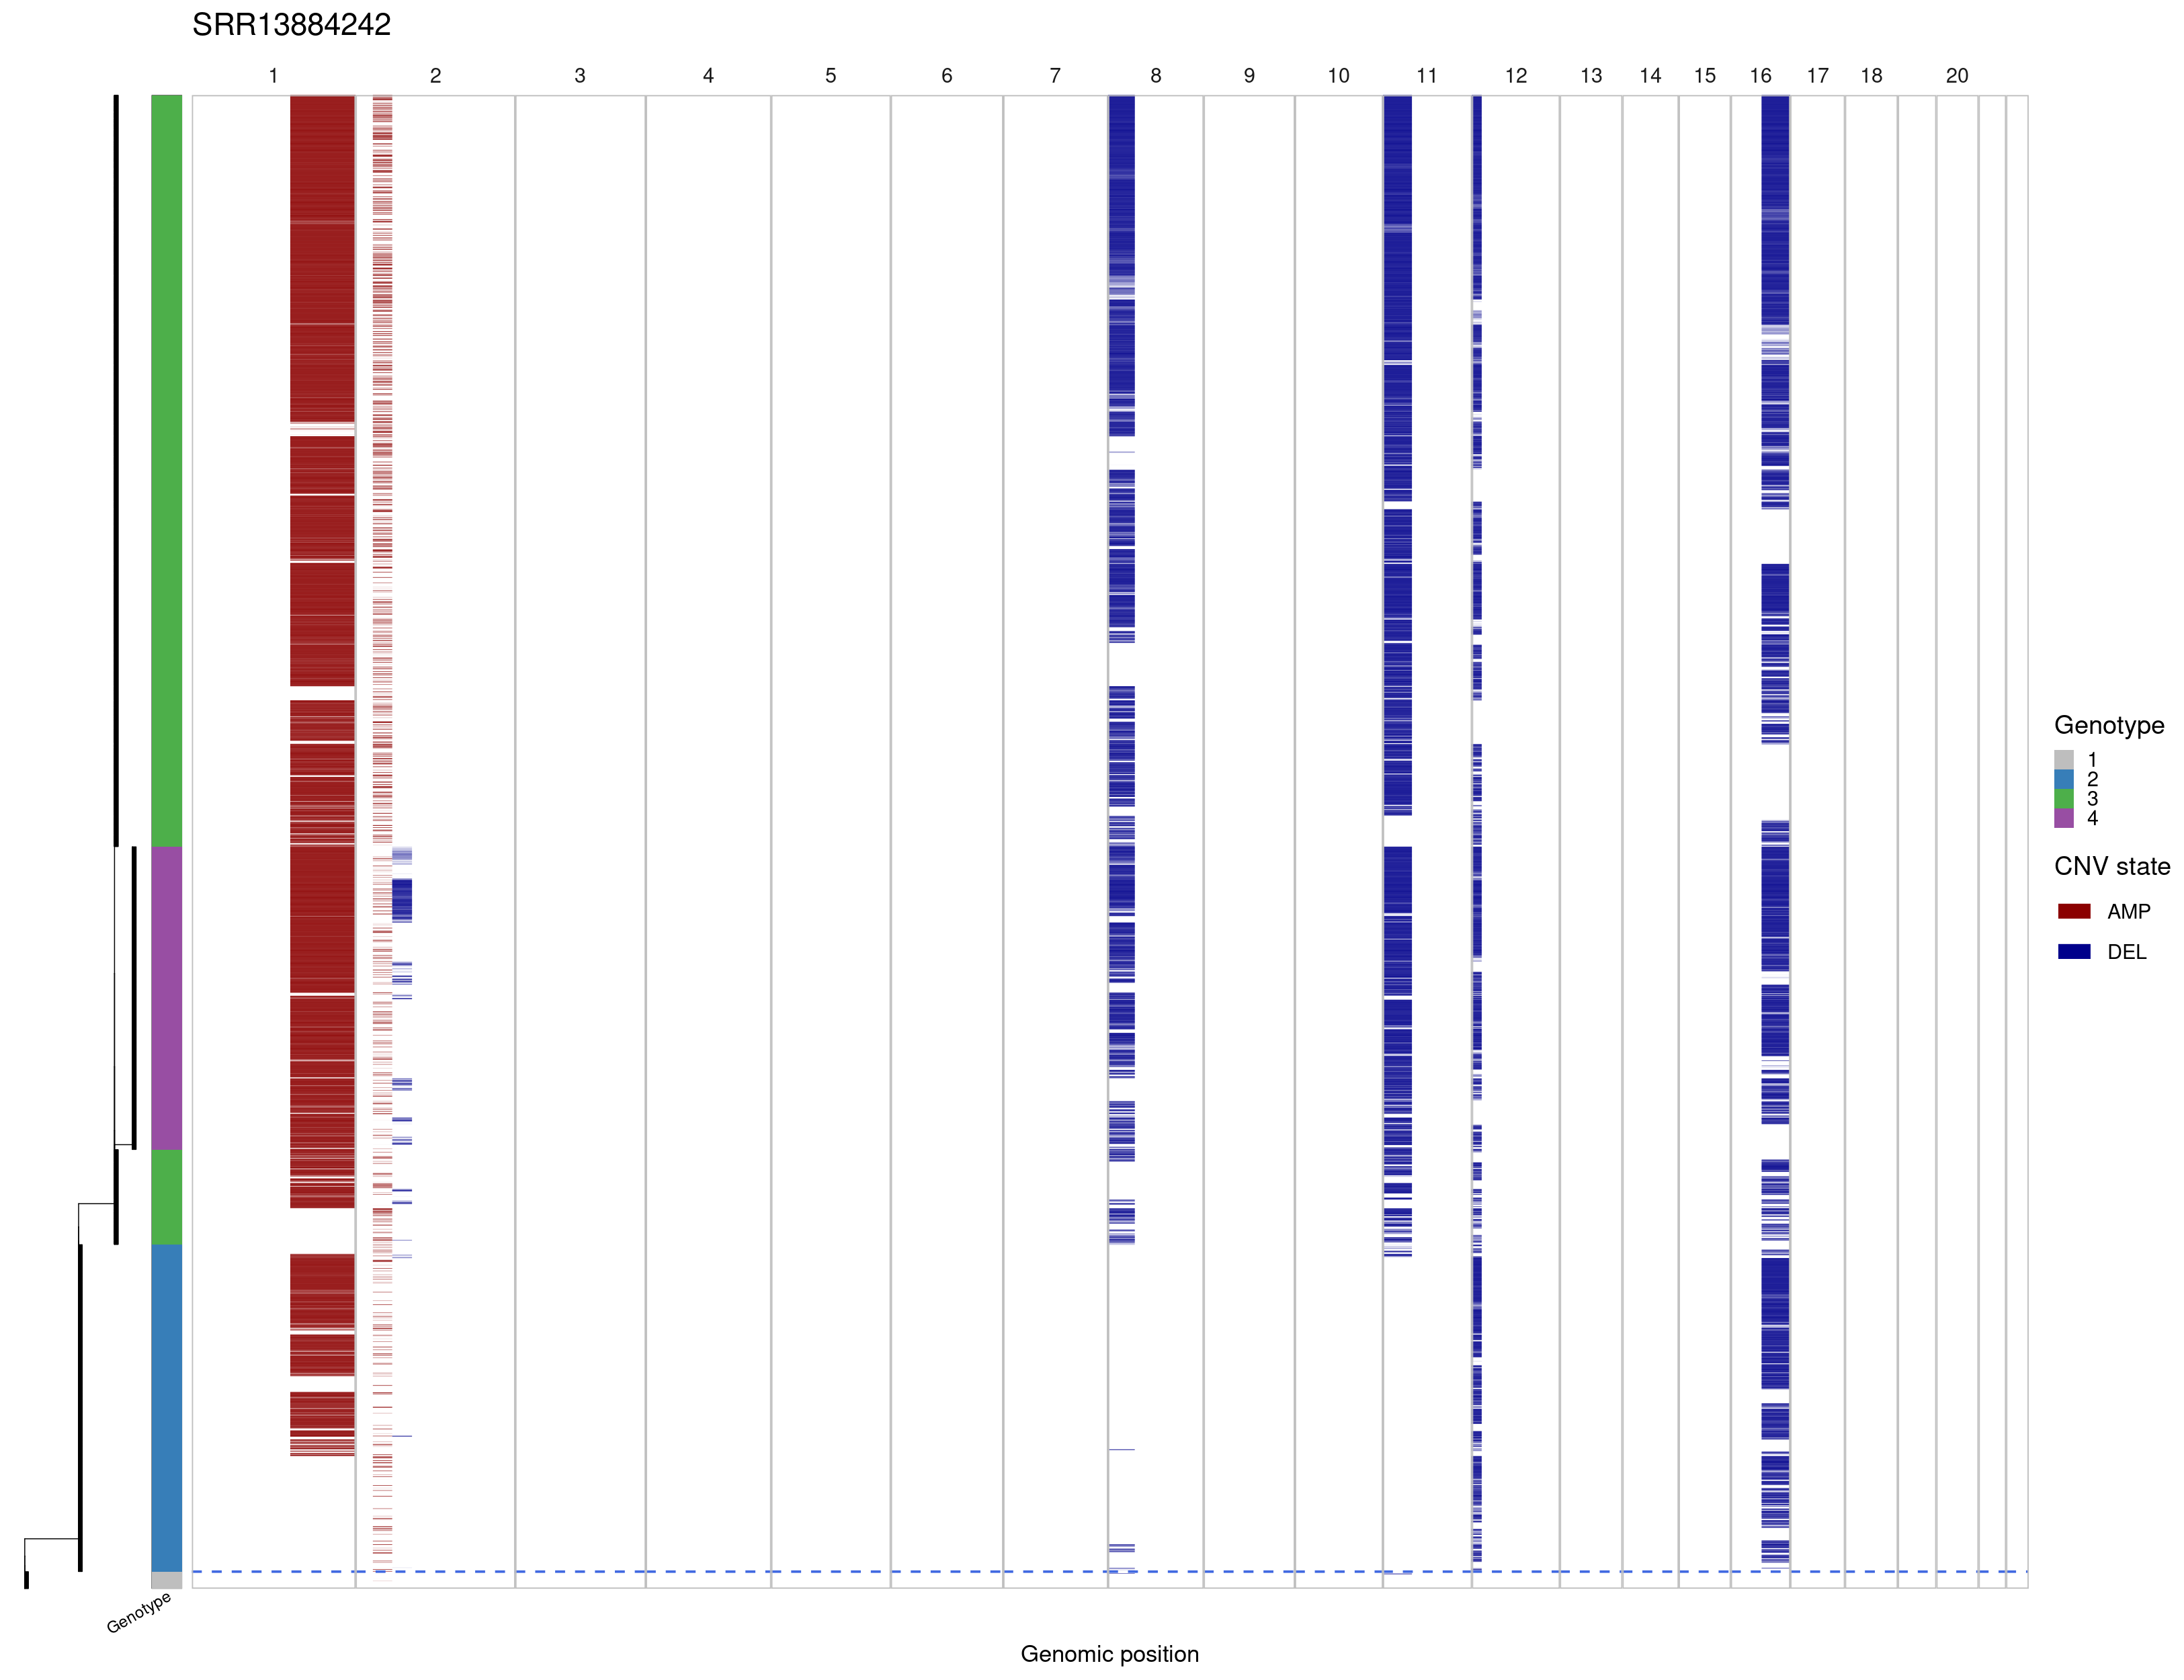 SRR13884242
1 2 3 4 5 6 7 8 9 10 11 12 13 14 15 16 17 18 20
Genotype
1
2
3
4
CNV state
AMP
DEL
Genotype
Genomic position